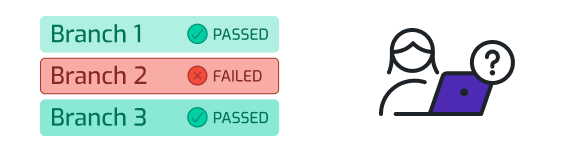 Branch 1 PASSED
Branch 2 FAILED
Branch 3 PASSED
?